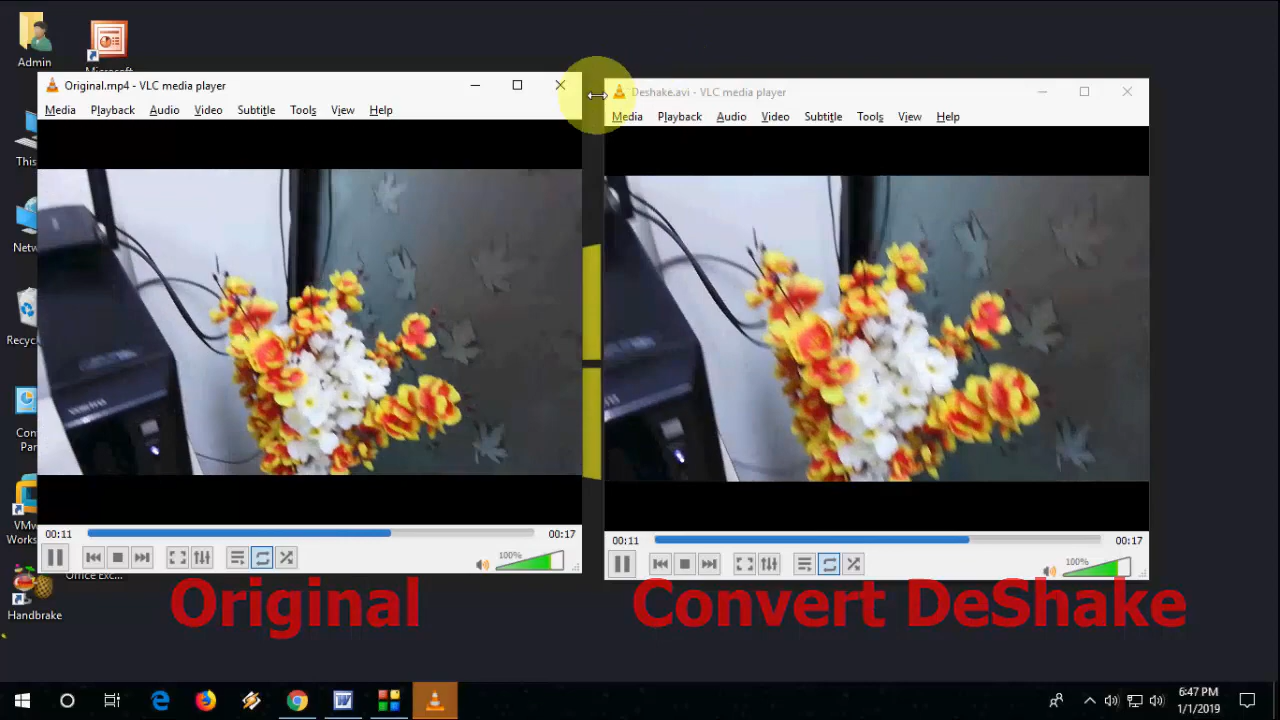 Admin
Original.mp4 - VLC media player
Media Playback Audio Video Subtitle Tools View Help
Deshake.avi - VLC media player
Media Playback Audio Video Subtitle Tools View Help
This
Netw
Recycl
Con
Pan
VMw
Works
Office Exc...
Handbrake
00:11
00:17
100%
00:11
00:17
100%
Original
Convert DeShake
6:47 PM
1/1/2019